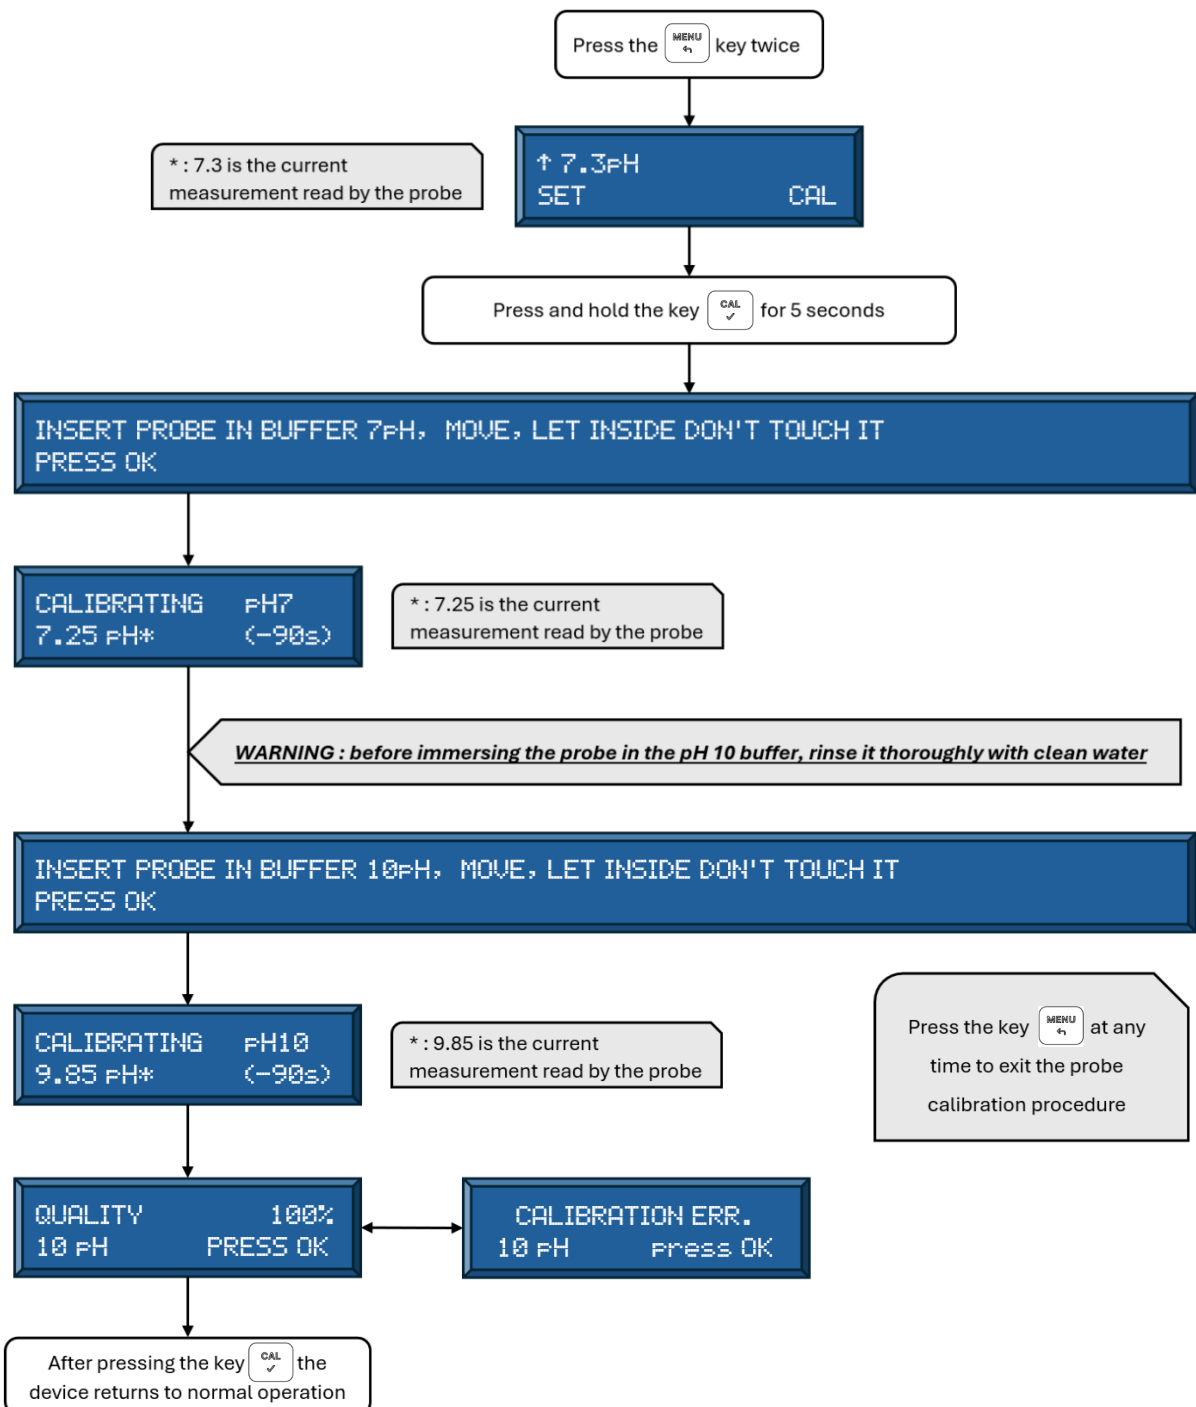 Press the MENU key twice
* : 7.3 is the current
measurement read by the probe
↑ 7.3pH
SET CAL
Press and hold the key CAL ✓ for 5 seconds
INSERT PROBE IN BUFFER 7pH, MOVE, LET INSIDE DON'T TOUCH IT
PRESS OK
CALIBRATING pH7
7.25 pH* (-90s)
* : 7.25 is the current
measurement read by the probe
WARNING : before immersing the probe in the pH 10 buffer, rinse it thoroughly with clean water
INSERT PROBE IN BUFFER 10pH, MOVE, LET INSIDE DON'T TOUCH IT
PRESS OK
CALIBRATING pH10
9.85 pH* (-90s)
* : 9.85 is the current
measurement read by the probe
Press the key MENU at any
time to exit the probe
calibration procedure
QUALITY 100%
10 pH PRESS OK
CALIBRATION ERR.
10 pH press OK
After pressing the key CAL ✓ the
device returns to normal operation